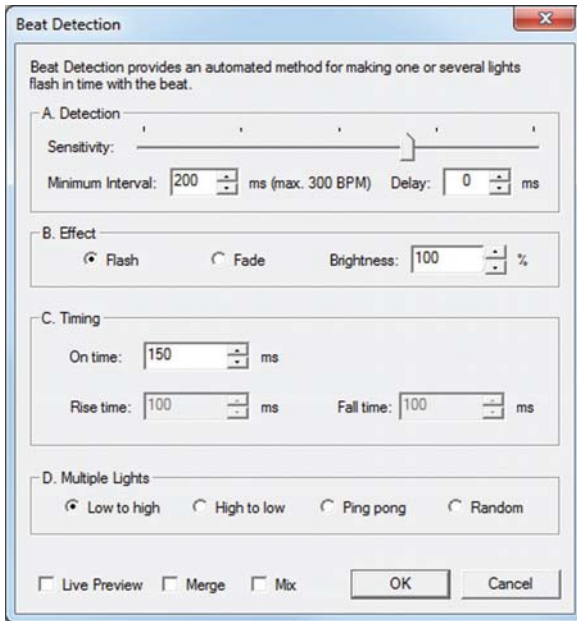 Beat Detection
Beat Detection provides an automated method for making one or several lights
flash in time with the beat.
A. Detection
Sensitivity:
Minimum Interval: 200 ms (max. 300 BPM) Delay: 0 ms
B. Effect
Flash Fade Brightness: 100 %
C. Timing
On time: 150 ms
Rise time: 100 ms Fall time: 100 ms
D. Multiple Lights
Low to high High to low Ping pong Random
Live Preview Merge Mix OK Cancel